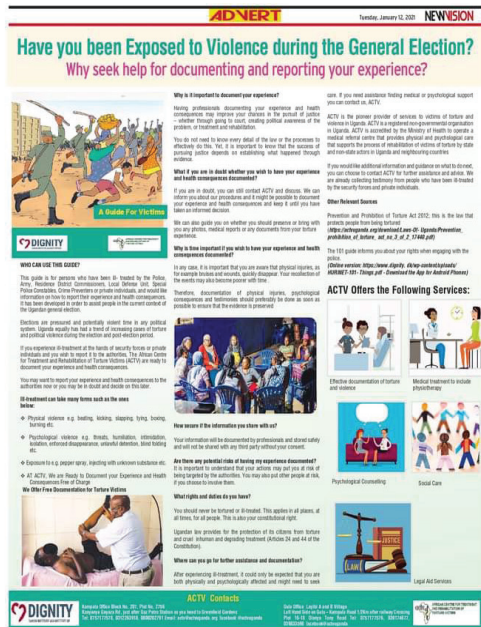 ADVERT
Tuesday, January 12, 2021 NEWVISION
Have you been Exposed to Violence during the General Election?
Why seek help for documenting and reporting your experience?
A Guide For Victims
DIGNITY
WHO CAN USE THIS GUIDE?
This guide is for persons who have been ill- treated by the Police,
Army, Resident District Commissioners, Local Defense Unit, Special
Police Constables, Crime Preventers or private individuals, and would like
information on how to report their experience and health consequences.
It has been developed in order to assist people in the current context of
the Ugandan general election.
Elections are pressured and potentially violent time in any political
system. Uganda equally has had a trend of increasing cases of torture
and political violence during the election and post-election period.
If you experience ill-treatment at the hands of security forces or private
individuals and you wish to report it to the authorities, The African Centre
for Treatment and Rehabilitation of Torture Victims (ACTV) are ready to
document your experience and health consequences.
You may want to report your experience and health consequences to the
authorities now or you may be in doubt and decide on this later.
Ill-treatment can take many forms such as the ones
below:
Physical violence e.g. beating, kicking, slapping, tying, boxing,
burning etc.
Psychological violence e.g. threats, humiliation, intimidation,
isolation, enforced disappearance, unlawful detention, blind folding
etc.
Exposure to e.g. pepper spray, injecting with unknown substance etc.
AT ACTV, We are Ready to Document your Experience and Health
Consequences Free of Charge
We Offer Free Documentation for Torture Victims
Why is it important to document your experience?
Having professionals documenting your experience and health
consequences may improve your chances in the pursuit of justice
- whether through going to court, creating political awareness of the
problem, or treatment and rehabilitation.
You do not need to know every detail of the law or the processes to
effectively do this. Yet, it is important to know that the success of
pursuing justice depends on establishing what happened through
evidence.
What if you are in doubt whether you wish to have your experience
and health consequences documented?
If you are in doubt, you can still contact ACTV and discuss. We can
inform you about our procedures and it might be possible to document
your experience and health consequences and keep it until you have
taken an informed decision.
We can also guide you on whether you should preserve or bring with
you any photos, medical reports or any documents from your torture
experience.
Why is time important if you wish to have your experience and health
consequences documented?
In any case, it is important that you are aware that physical injuries, as
for example bruises and wounds, quickly disappear. Your recollection of
the events may also become poorer with time.
Therefore, documentation of physical injuries, psychological
consequences and testimonies should preferably be done as soon as
possible to ensure that the evidence is preserved
How secure if the information you share with us?
Your information will be documented by professionals and stored safely
and will not be shared with any third party without your consent.
Are there any potential risks of having my experience documented?
It is important to understand that your actions may put you at risk of
being targeted by the authorities. You may also put other people at risk,
if you choose to involve them.
What rights and duties do you have?
You should never be tortured or ill-treated. This applies in all places, at
all times, for all people. This is also your constitutional right.
Ugandan law provides for the protection of its citizens from torture
and cruel inhuman and degrading treatment (Articles 24 and 44 of the
Constitution).
Where can you go for further assistance and documentation?
After experiencing ill-treatment, it could only be expected that you are
both physically and psychologically affected and might need to seek
care. If you need assistance finding medical or psychological support
you can contact us, ACTV.
ACTV is the pioneer provider of services to victims of torture and
violence in Uganda. ACTV is a registered non-governmental organisation
in Uganda. ACTV is accredited by the Ministry of Health to operate a
medical referral centre that provides physical and psychological care
that supports the process of rehabilitation of victims of torture by state
and non-state actors in Uganda and neighbouring countries
If you would like additional information and guidance on what to do next,
you can choose to contact ACTV for further assistance and advice. We
are already collecting testimony from people who have been ill-treated
by the security forces and private individuals.
Other Relevant Sources
Prevention and Prohibition of Torture Act 2012; this is the law that
protects people from being tortured
The 101 guide informs you about your rights when engaging with the
police.
ACTV Offers the Following Services:
Effective documentation of torture
and violence
Medical treatment to include
physiotherapy
Psychological Counselling
Social Care
JUSTICE
LAW
Legal Aid Services
ACTV Contacts
DIGNITY